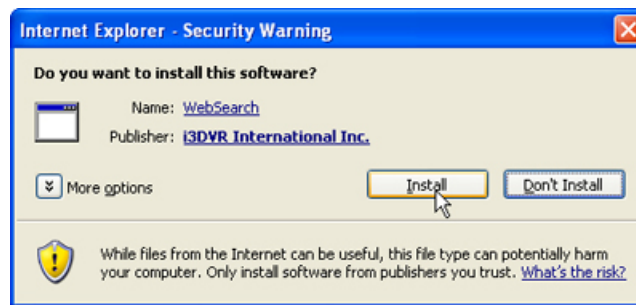 Internet Explorer - Security Warning
Do you want to install this software?
Name: WebSearch
Publisher: i3DVR International Inc.
More options
Install
Don't Install
While files from the Internet can be useful, this file type can potentially harm
your computer. Only install software from publishers you trust. What's the risk?